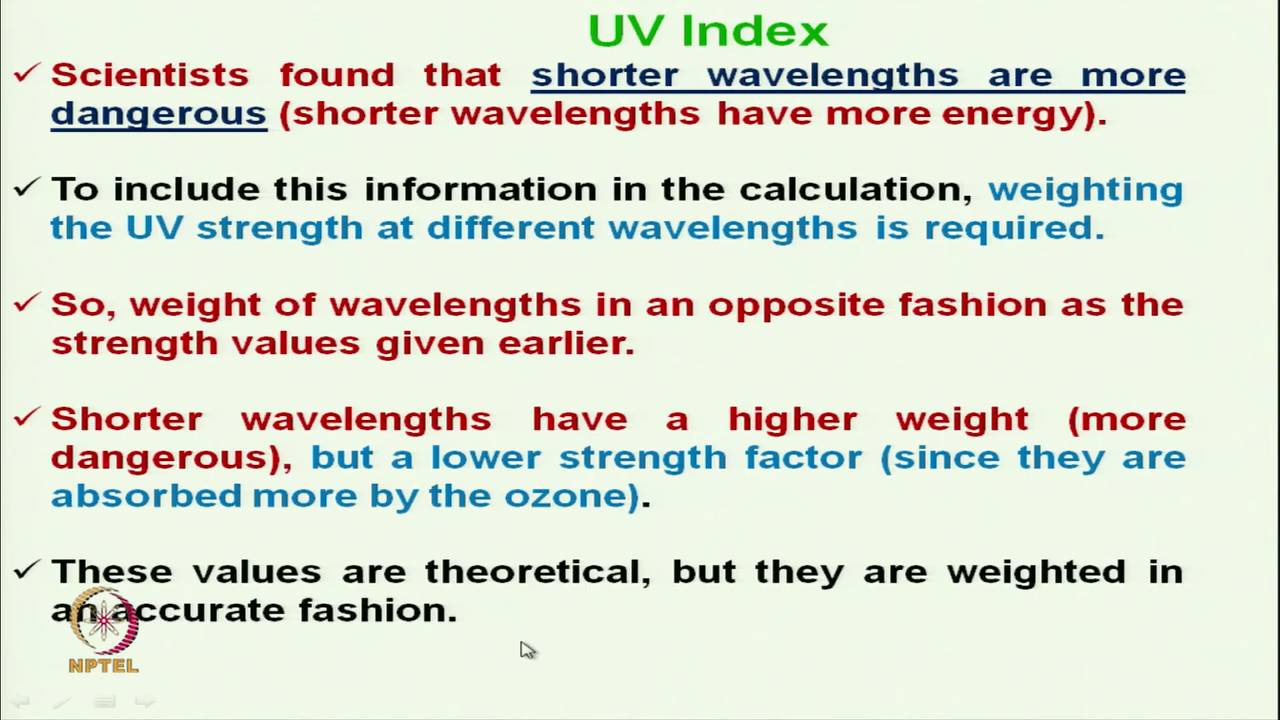 UV Index
✓ Scientists found that shorter wavelengths are more
dangerous (shorter wavelengths have more energy).
✓ To include this information in the calculation, weighting
the UV strength at different wavelengths is required.
✓ So, weight of wavelengths in an opposite fashion as the
strength values given earlier.
✓ Shorter wavelengths have a higher weight (more
dangerous), but a lower strength factor (since they are
absorbed more by the ozone).
✓ These values are theoretical, but they are weighted in
an accurate fashion.
NPTEL